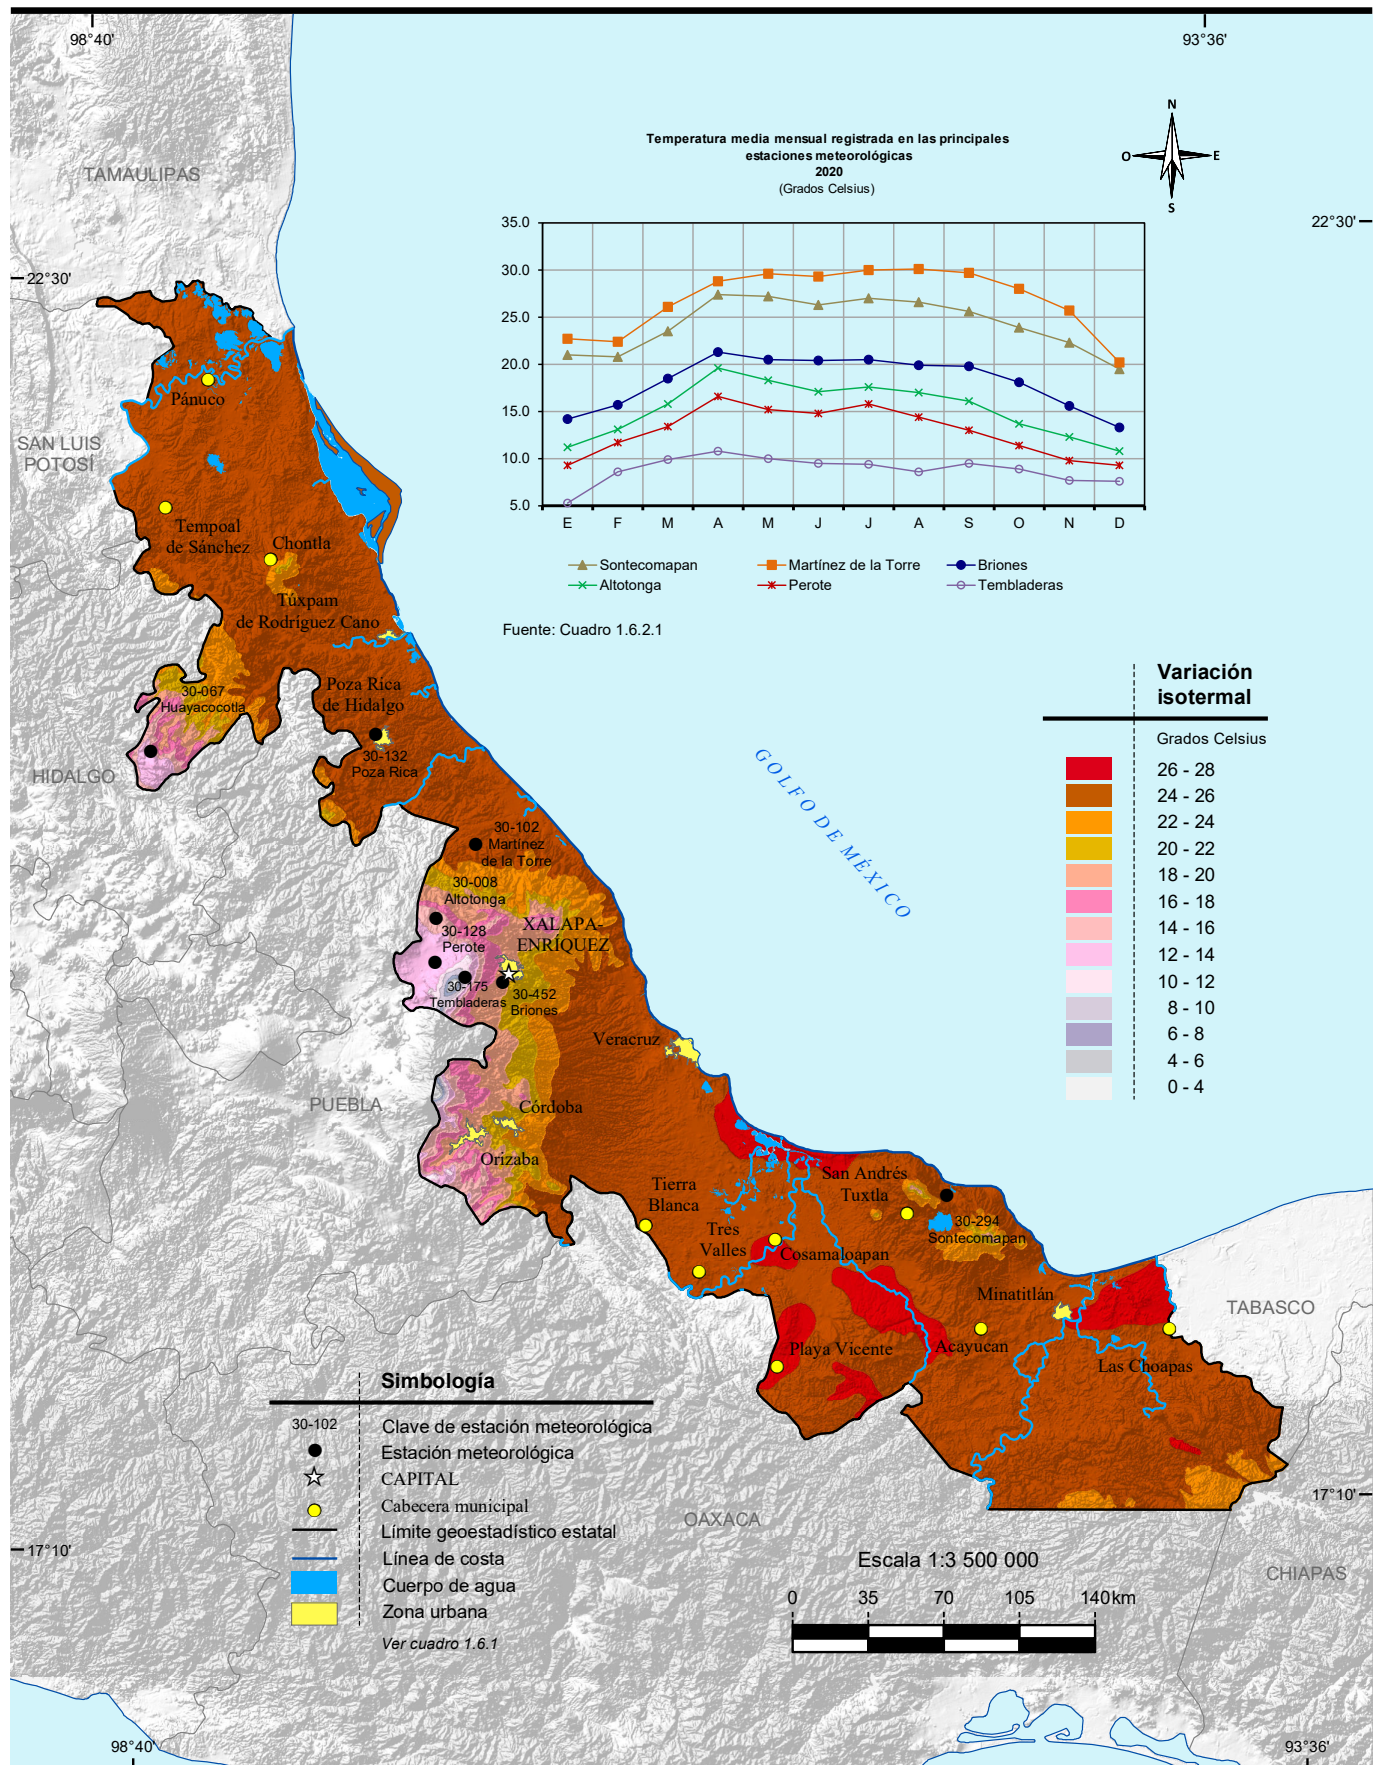 98°40'
93°36'
N
O
E
S
Temperatura media mensual registrada en las principales
estaciones meteorológicas
2020
(Grados Celsius)
35.0
30.0
25.0
20.0
15.0
10.0
5.0
E F M A M J J A S O N D
Sontecomapan
Martínez de la Torre
Briones
Altotonga
Perote
Tembladeras
Fuente: Cuadro 1.6.2.1
22°30'
22°30'
TAMAULIPAS
SAN LUIS
POTOSÍ
HIDALGO
PUEBLA
OAXACA
CHIAPAS
TABASCO
GOLFO DE MÉXICO
Pánuco
Tempoal
de Sánchez
Chontla
Túxpam
de Rodríguez Cano
30-067
Huayacocotla
Poza Rica
de Hidalgo
30-132
Poza Rica
30-102
Martínez
de la Torre
30-008
Altotonga
30-128
Perote
XALAPA-
ENRÍQUEZ
30-175
Tembladeras
30-452
Briones
Veracruz
Córdoba
Orizaba
Tierra
Blanca
Tres
Valles
San Andrés
Tuxtla
30-294
Sontecomapan
Cosamaloapan
Minatitlán
Playa Vicente
Acayucan
Las Choapas
Variación
isotermal
Grados Celsius
26 - 28
24 - 26
22 - 24
20 - 22
18 - 20
16 - 18
14 - 16
12 - 14
10 - 12
8 - 10
6 - 8
4 - 6
0 - 4
Simbología
30-102 Clave de estación meteorológica
Estación meteorológica
CAPITAL
Cabecera municipal
Límite geoestadístico estatal
Línea de costa
Cuerpo de agua
Zona urbana
Ver cuadro 1.6.1
17°10'
17°10'
Escala 1:3 500 000
0 35 70 105 140km
98°40'
93°36'